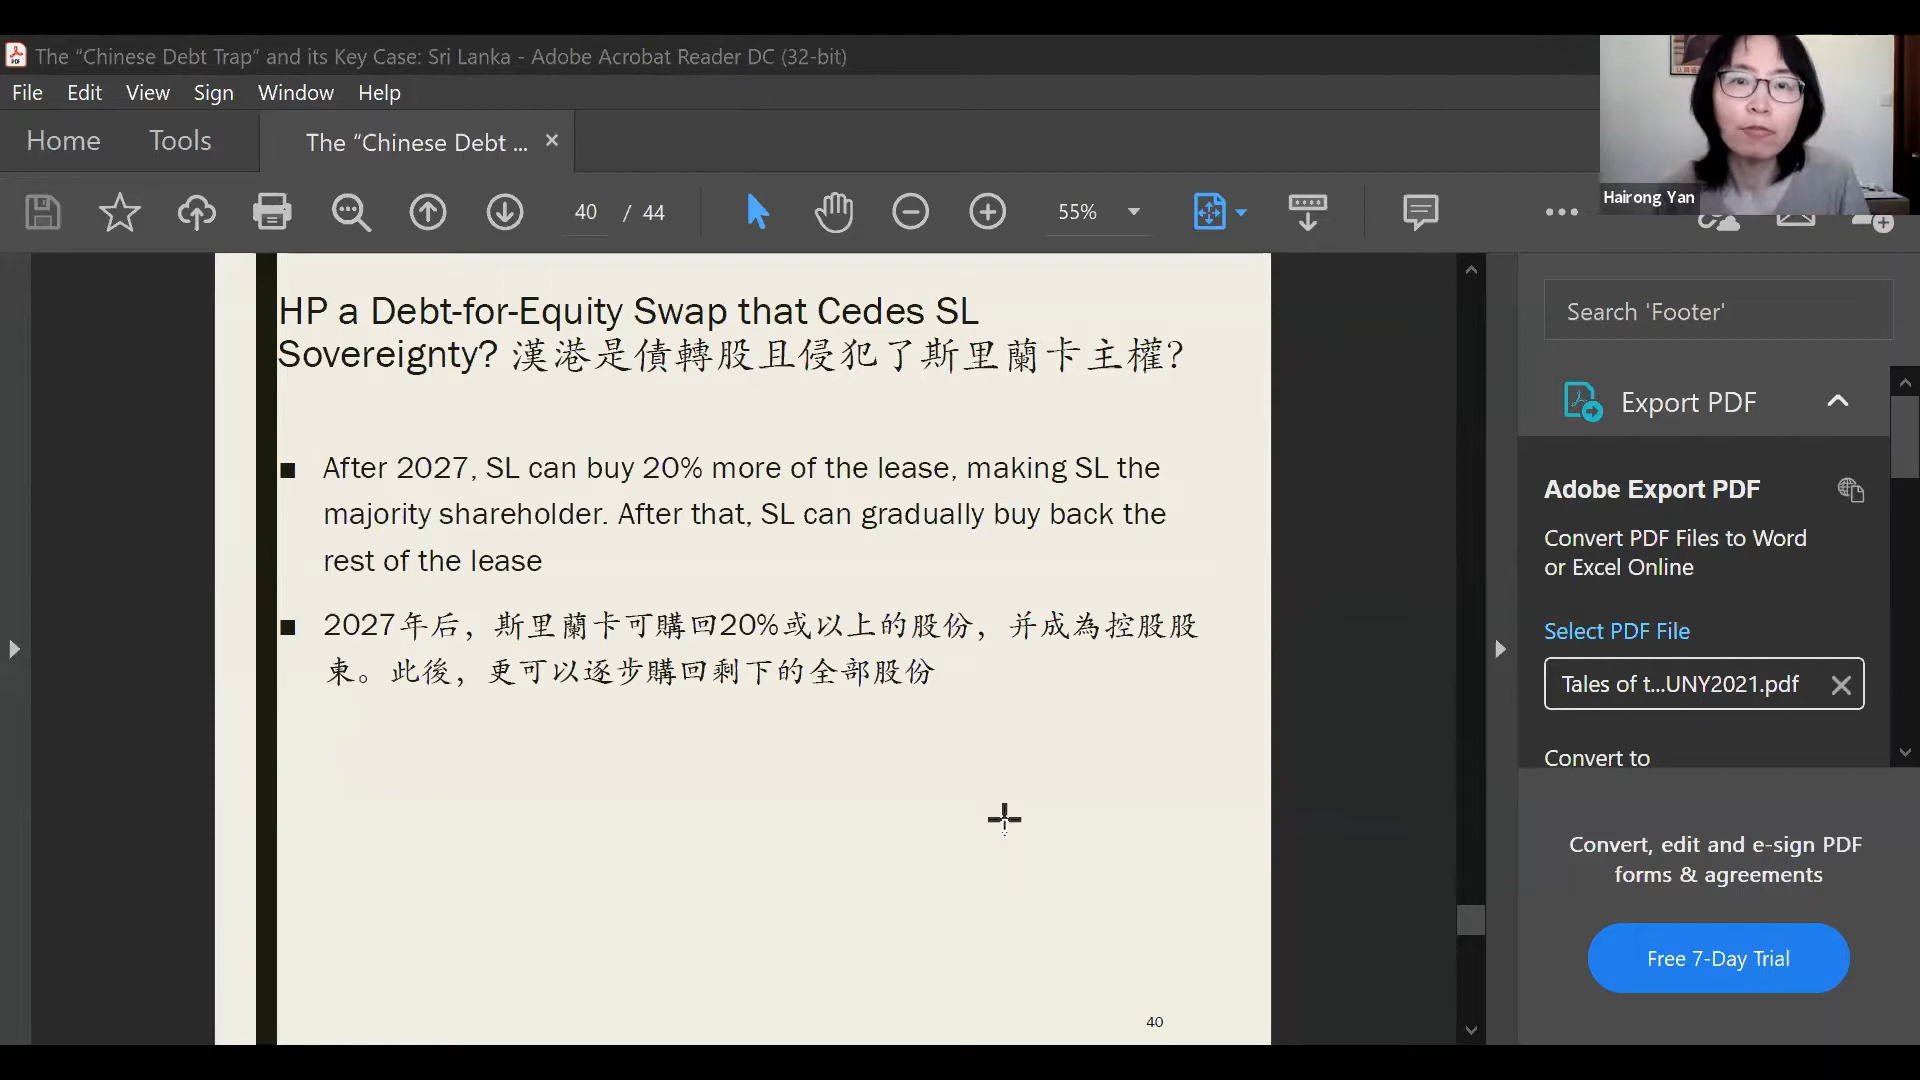 The “Chinese Debt Trap” and its Key Case: Sri Lanka - Adobe Acrobat Reader DC (32-bit)
File Edit View Sign Window Help
Home Tools The “Chinese Debt ...
40 / 44 55%
Hairong Yan
HP a Debt-for-Equity Swap that Cedes SL
Sovereignty? 漢港是債轉股且侵犯了斯里蘭卡主權?
■ After 2027, SL can buy 20% more of the lease, making SL the
majority shareholder. After that, SL can gradually buy back the
rest of the lease
■ 2027年后，斯里蘭卡可購回20%或以上的股份，并成為控股股
東。此後，更可以逐步購回剩下的全部股份
40
Search 'Footer'
Export PDF
Adobe Export PDF
Convert PDF Files to Word
or Excel Online
Select PDF File
Tales of t...UNY2021.pdf
Convert to
Convert, edit and e-sign PDF
forms & agreements
Free 7-Day Trial